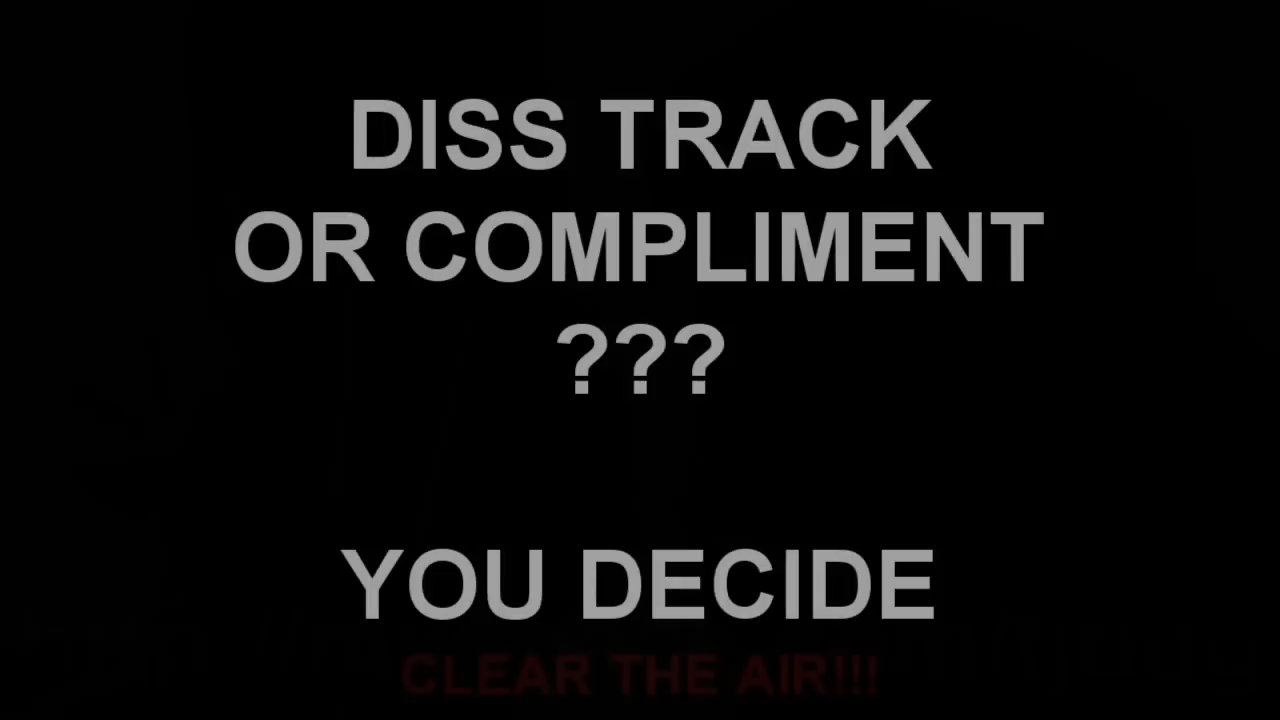 DISS TRACK
OR COMPLIMENT
???
YOU DECIDE
CLEAR THE AIR!!!